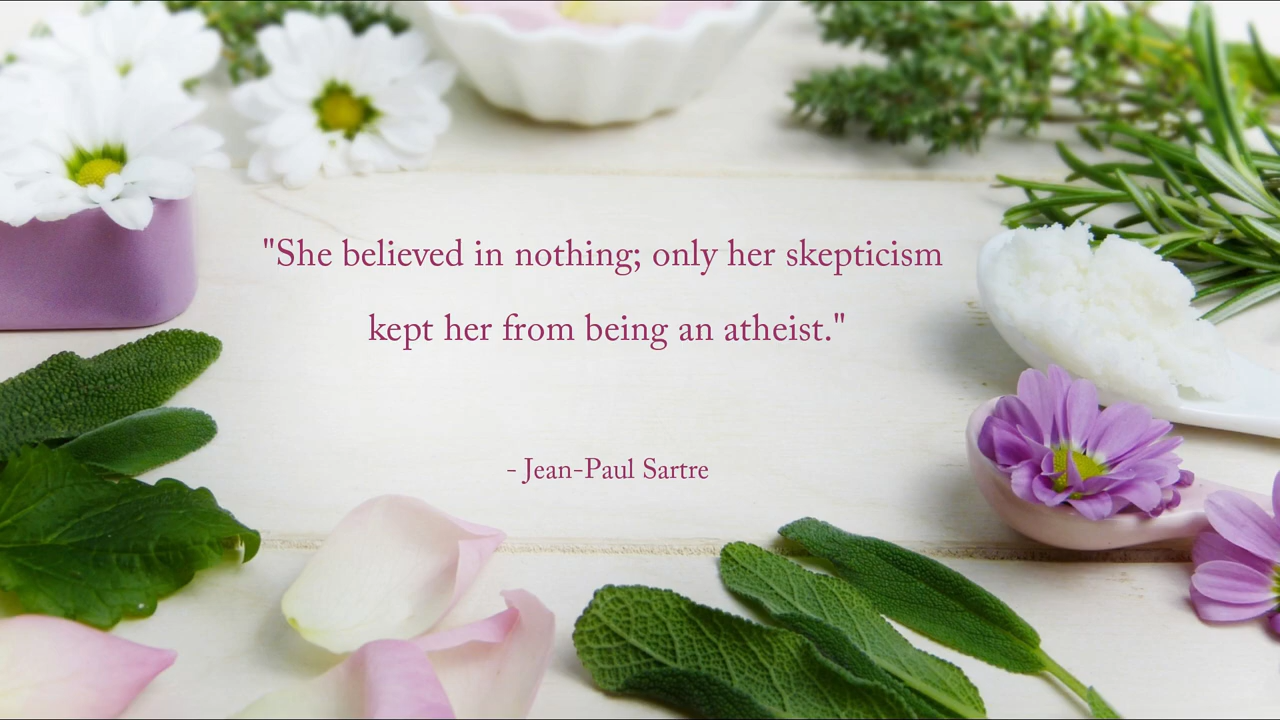 "She believed in nothing; only her skepticism
kept her from being an atheist."
- Jean-Paul Sartre